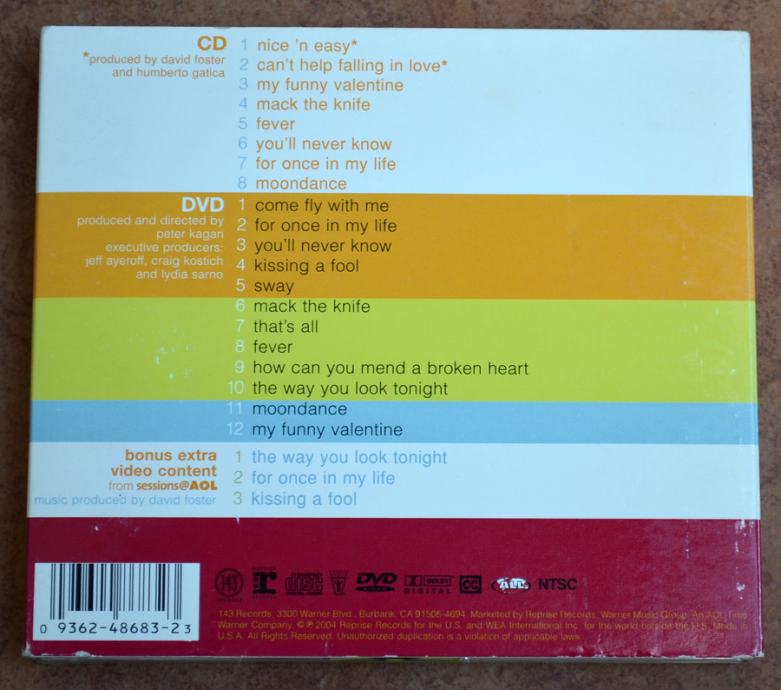 CD
*produced by david foster
and humberto gatica
1 nice 'n easy*
2 can't help falling in love*
3 my funny valentine
4 mack the knife
5 fever
6 you'll never know
7 for once in my life
8 moondance
DVD
produced and directed by
peter kagan
executive producers:
jeff ayeroff, craig kostich
and lydia sarno
1 come fly with me
2 for once in my life
3 you'll never know
4 kissing a fool
5 sway
6 mack the knife
7 that's all
8 fever
9 how can you mend a broken heart
10 the way you look tonight
11 moondance
12 my funny valentine
bonus extra
video content
from sessions@AOL
music produced by david foster
1 the way you look tonight
2 for once in my life
3 kissing a fool
0 9362-48683-2 3
143
r
disc
DVD
DOLBY
DIGITAL
CC
ALL
NTSC
143 Records. 3300 Warner Blvd., Burbank, CA 91505-4694. Marketed by Reprise Records, Warner Music Group. An AOL Time
Warner Company. ©℗ 2004 Reprise Records for the U.S. and WEA International Inc. for the world outside the U.S. Made in
U.S.A. All Rights Reserved. Unauthorized duplication is a violation of applicable laws.